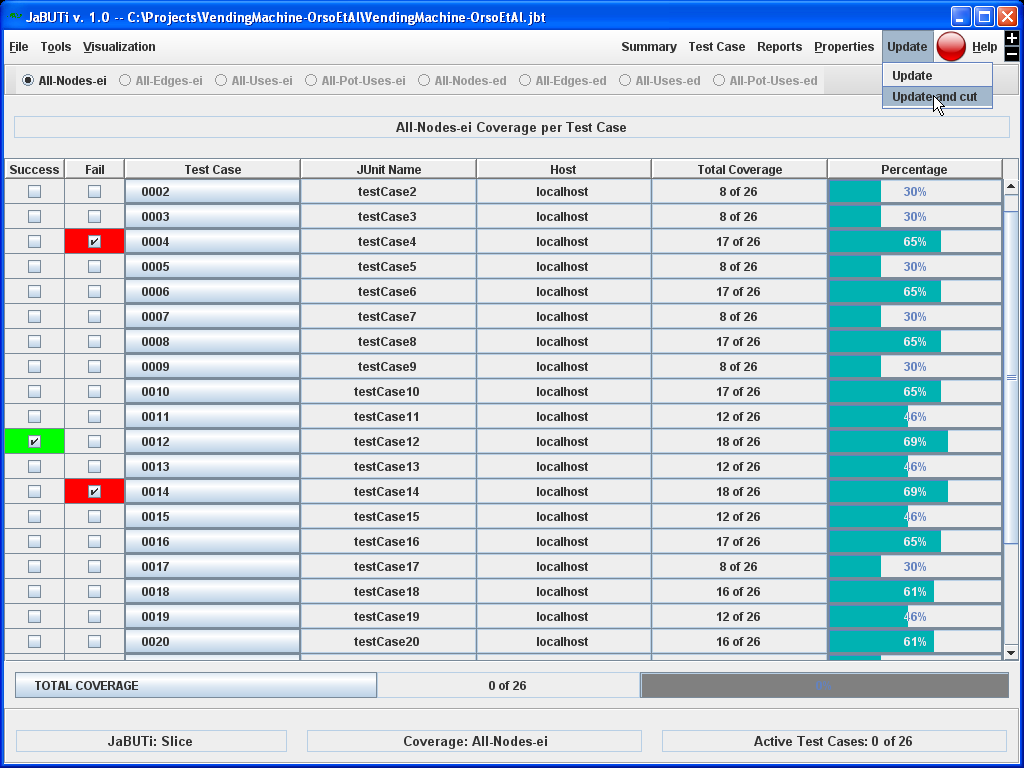 JaBUTi v. 1.0 -- C:\Projects\VendingMachine-OrsoEtAl\VendingMachine-OrsoEtAl.jbt
File Tools Visualization Summary Test Case Reports Properties Update Help
All-Nodes-ei All-Edges-ei All-Uses-ei All-Pot-Uses-ei All-Nodes-ed All-Edges-ed All-Uses-ed All-Pot-Uses-ed
Update
Update and cut
All-Nodes-ei Coverage per Test Case
Success Fail Test Case JUnit Name Host Total Coverage Percentage
0002 testCase2 localhost 8 of 26 30%
0003 testCase3 localhost 8 of 26 30%
0004 testCase4 localhost 17 of 26 65%
0005 testCase5 localhost 8 of 26 30%
0006 testCase6 localhost 17 of 26 65%
0007 testCase7 localhost 8 of 26 30%
0008 testCase8 localhost 17 of 26 65%
0009 testCase9 localhost 8 of 26 30%
0010 testCase10 localhost 17 of 26 65%
0011 testCase11 localhost 12 of 26 46%
0012 testCase12 localhost 18 of 26 69%
0013 testCase13 localhost 12 of 26 46%
0014 testCase14 localhost 18 of 26 69%
0015 testCase15 localhost 12 of 26 46%
0016 testCase16 localhost 17 of 26 65%
0017 testCase17 localhost 8 of 26 30%
0018 testCase18 localhost 16 of 26 61%
0019 testCase19 localhost 12 of 26 46%
0020 testCase20 localhost 16 of 26 61%
TOTAL COVERAGE 0 of 26
JaBUTi: Slice Coverage: All-Nodes-ei Active Test Cases: 0 of 26